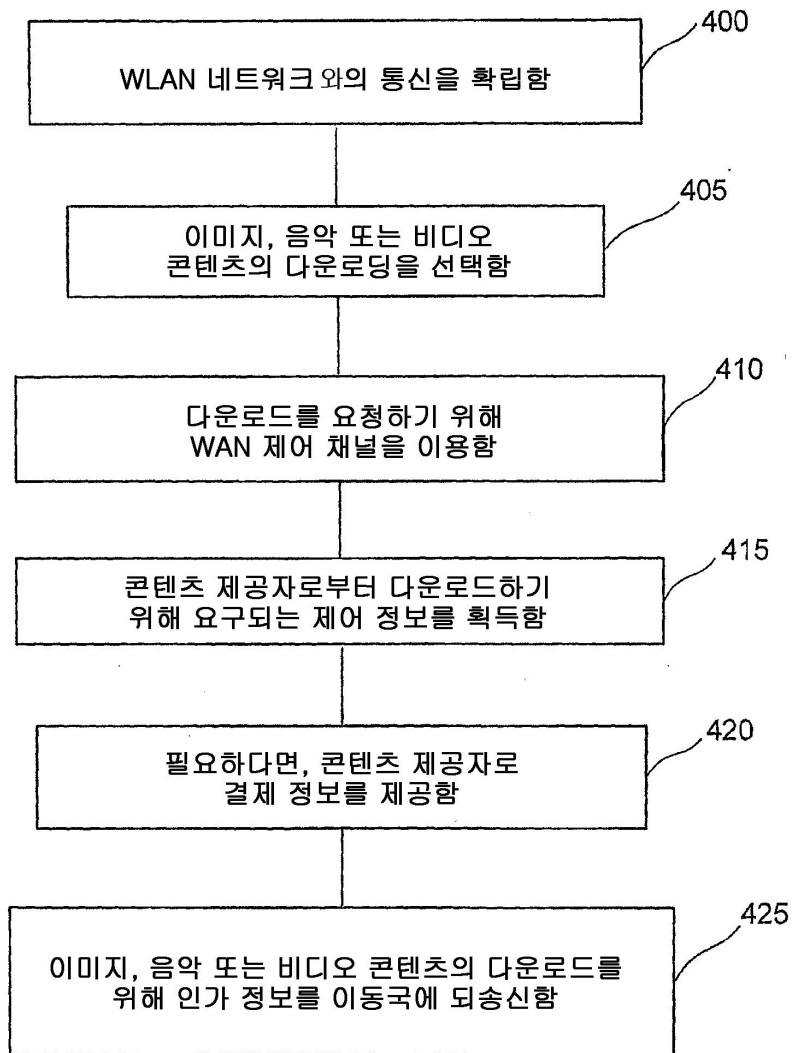 400
WLAN 네트워크와의 통신을 확립함
405
이미지, 음악 또는 비디오
콘텐츠의 다운로딩을 선택함
410
다운로드를 요청하기 위해
WAN 제어 채널을 이용함
415
콘텐츠 제공자로부터 다운로드하기
위해 요구되는 제어 정보를 획득함
420
필요하다면, 콘텐츠 제공자로
결제 정보를 제공함
425
이미지, 음악 또는 비디오 콘텐츠의 다운로드를
위해 인가 정보를 이동국에 되송신함